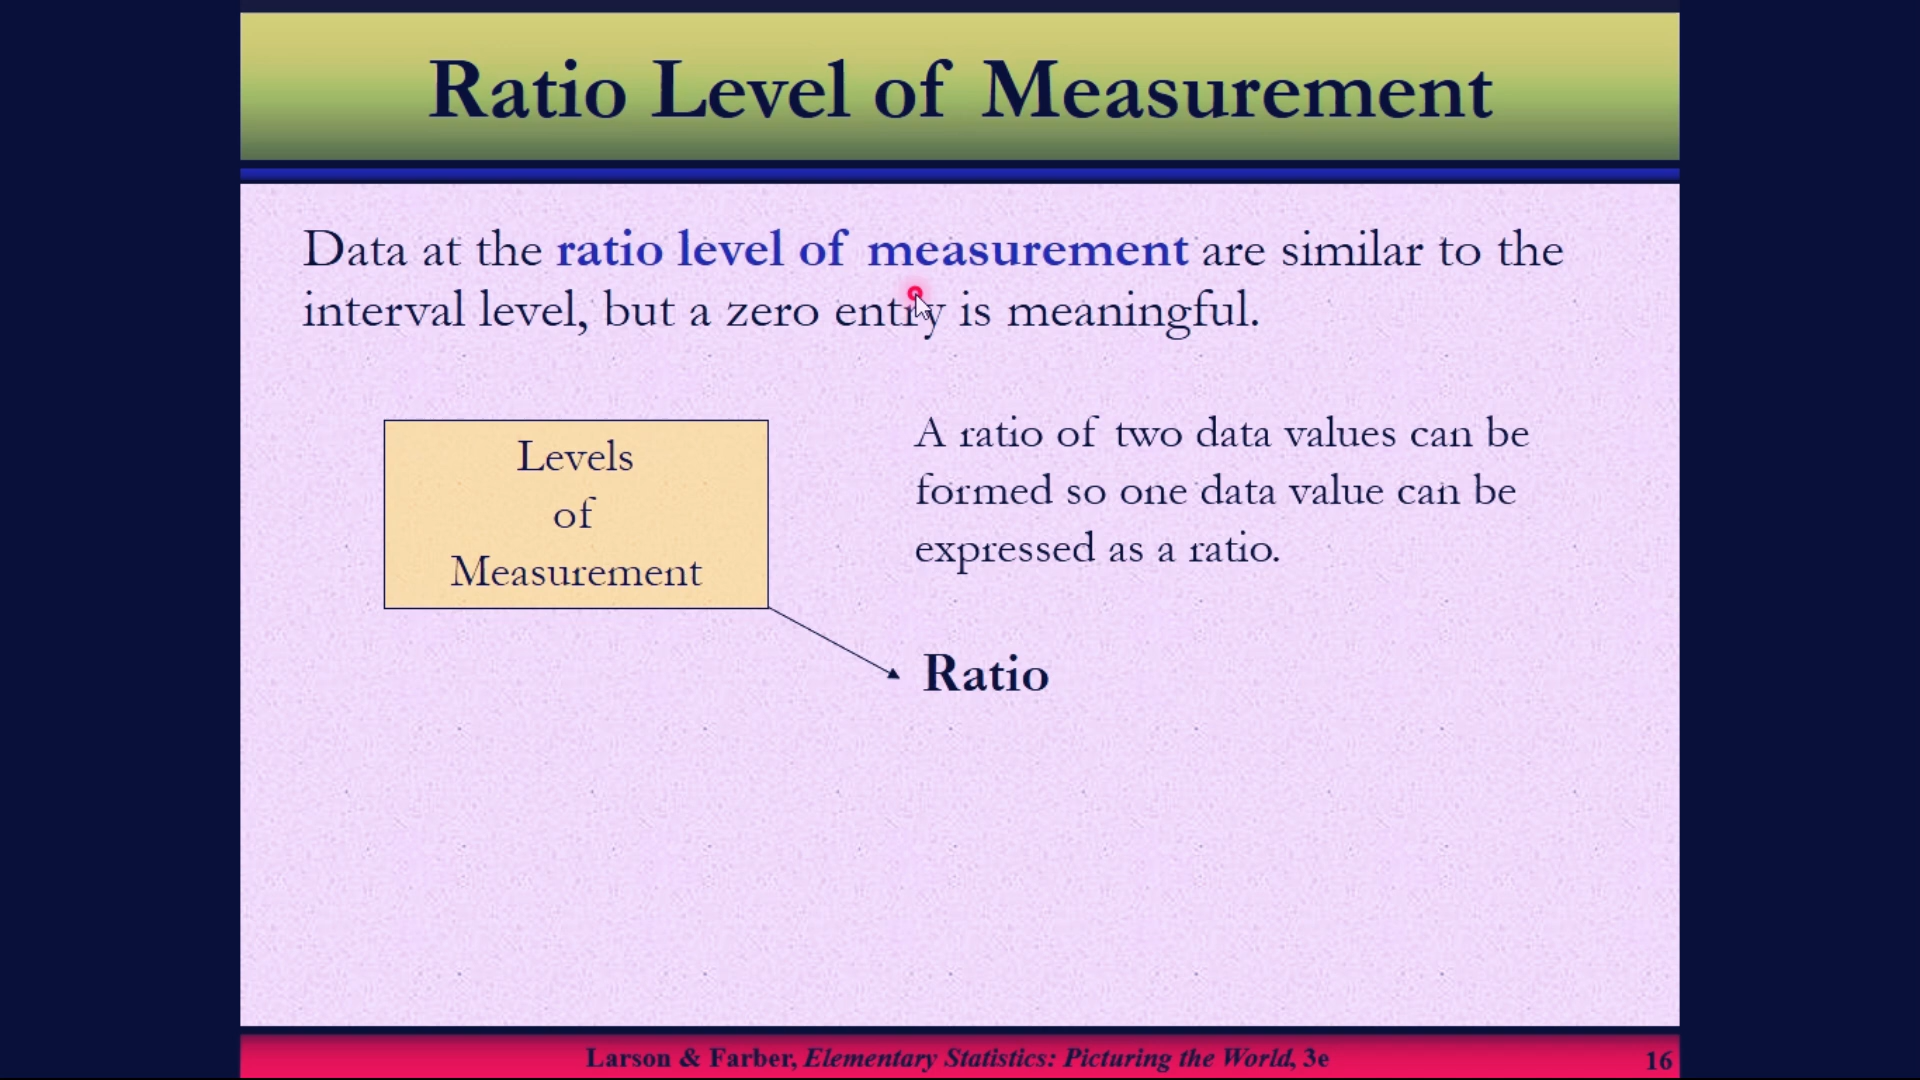 Ratio Level of Measurement
Data at the ratio level of measurement are similar to the
interval level, but a zero entry is meaningful.
Levels
of
Measurement
A ratio of two data values can be
formed so one data value can be
expressed as a ratio.
Ratio
Larson & Farber, Elementary Statistics: Picturing the World, 3e
16